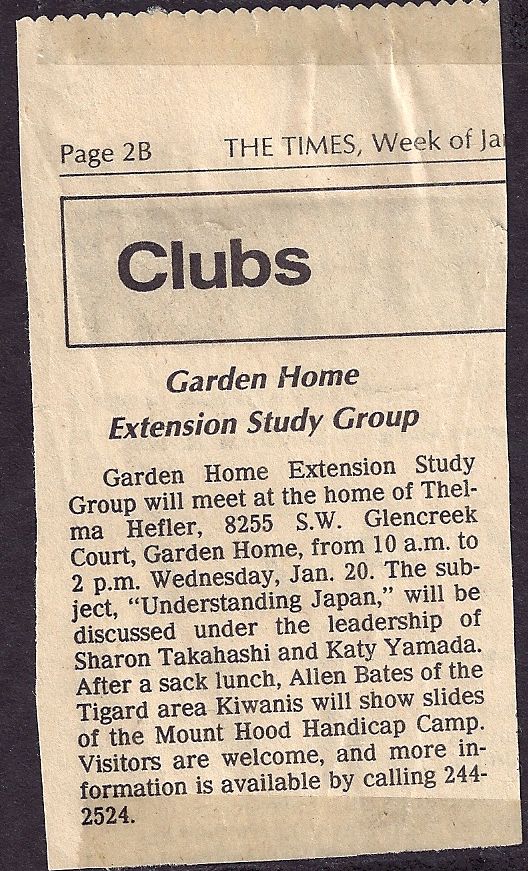 Page 2B THE TIMES, Week of Ja
Clubs
Garden Home
Extension Study Group
Garden Home Extension Study
Group will meet at the home of Thel-
ma Hefler, 8255 S.W. Glencreek
Court, Garden Home, from 10 a.m. to
2 p.m. Wednesday, Jan. 20. The sub-
ject, “Understanding Japan,” will be
discussed under the leadership of
Sharon Takahashi and Katy Yamada.
After a sack lunch, Allen Bates of the
Tigard area Kiwanis will show slides
of the Mount Hood Handicap Camp.
Visitors are welcome, and more in-
formation is available by calling 244-
2524.